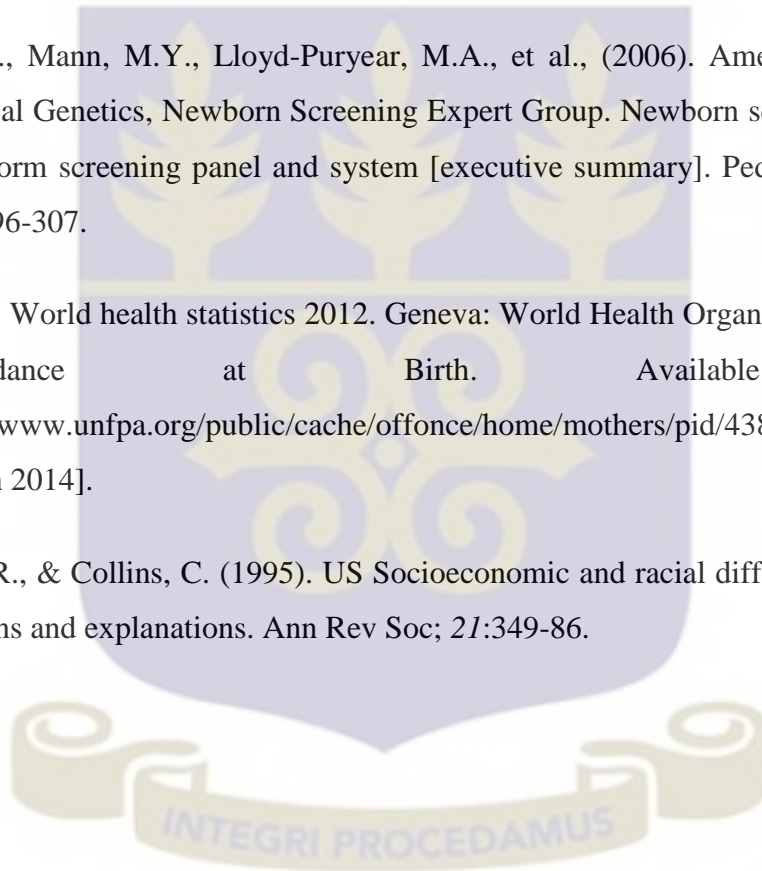 ., Mann, M.Y., Lloyd-Puryear, M.A., et al., (2006). Ame
al Genetics, Newborn Screening Expert Group. Newborn s
orm screening panel and system [executive summary]. Pe
96-307.
World health statistics 2012. Geneva: World Health Organ
dance at Birth. Available
www.unfpa.org/public/cache/offonce/home/mothers/pid/438
2014].
R., & Collins, C. (1995). US Socioeconomic and racial diff
ns and explanations. Ann Rev Soc; 21:349-86.
INTEGRI PROCEDAMUS